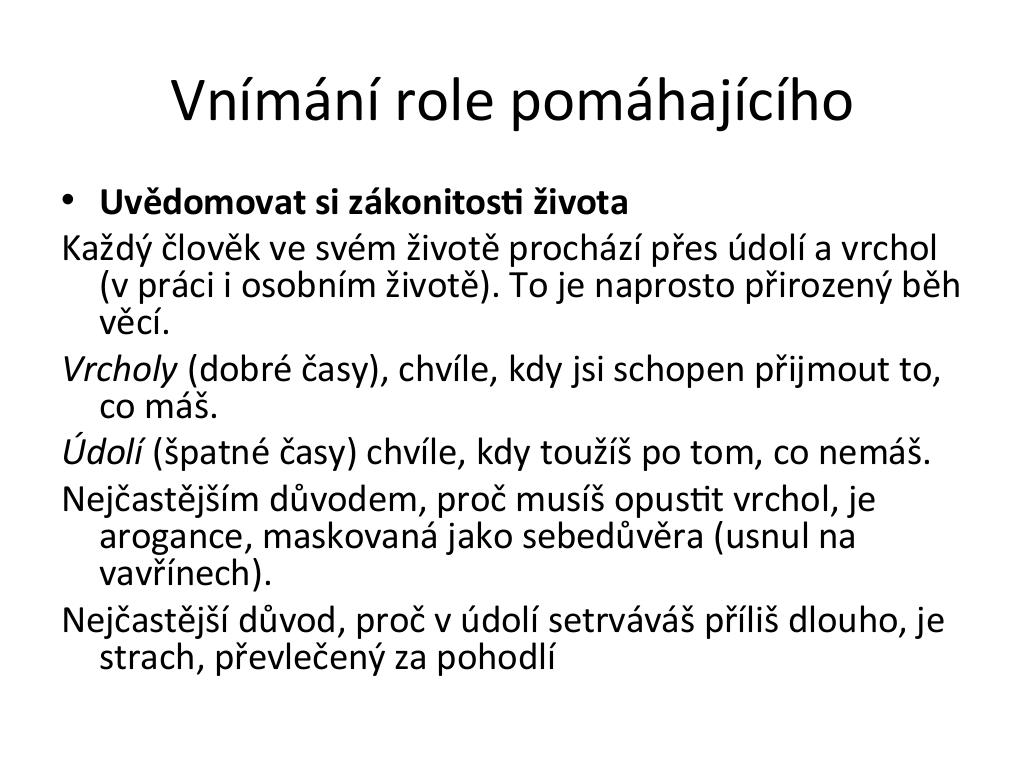 Vnímání role pomáhajícího
• Uvědomovat si zákonitosti života
Každý člověk ve svém životě prochází přes údolí a vrchol
(v práci i osobním životě). To je naprosto přirozený běh
věcí.
Vrcholy (dobré časy), chvíle, kdy jsi schopen přijmout to,
co máš.
Údolí (špatné časy) chvíle, kdy toužíš po tom, co nemáš.
Nejčastějším důvodem, proč musíš opustit vrchol, je
arogance, maskovaná jako sebedůvěra (usnul na
vavřínech).
Nejčastější důvod, proč v údolí setrváváš příliš dlouho, je
strach, převlečený za pohodlí